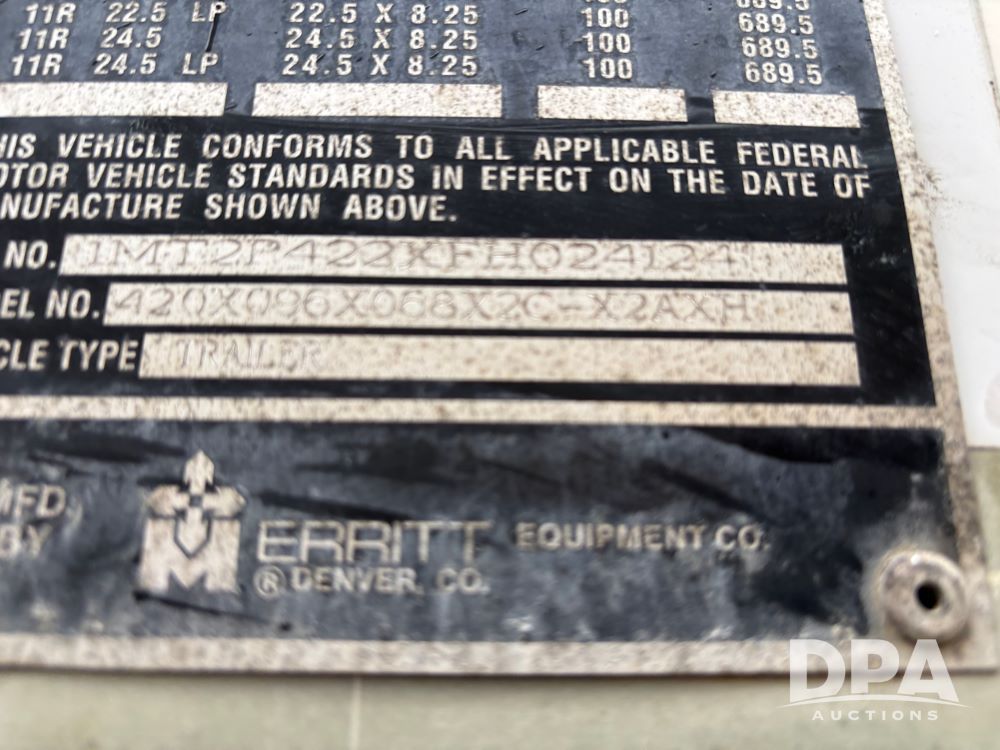 11R 22.5 LP 22.5 X 8.25 100 689.5
11R 24.5 24.5 X 8.25 100 689.5
11R 24.5 LP 24.5 X 8.25 100 689.5
HIS VEHICLE CONFORMS TO ALL APPLICABLE FEDERAL
OTOR VEHICLE STANDARDS IN EFFECT ON THE DATE OF
NUFACTURE SHOWN ABOVE.
NO. 1MT2P422XFH024124
EL NO. 420X096X068X2C-X2AXH
CLE TYPE TRAILER
MFD.
BY
MERRITT EQUIPMENT CO.
® DENVER, CO.
DPA
AUCTIONS